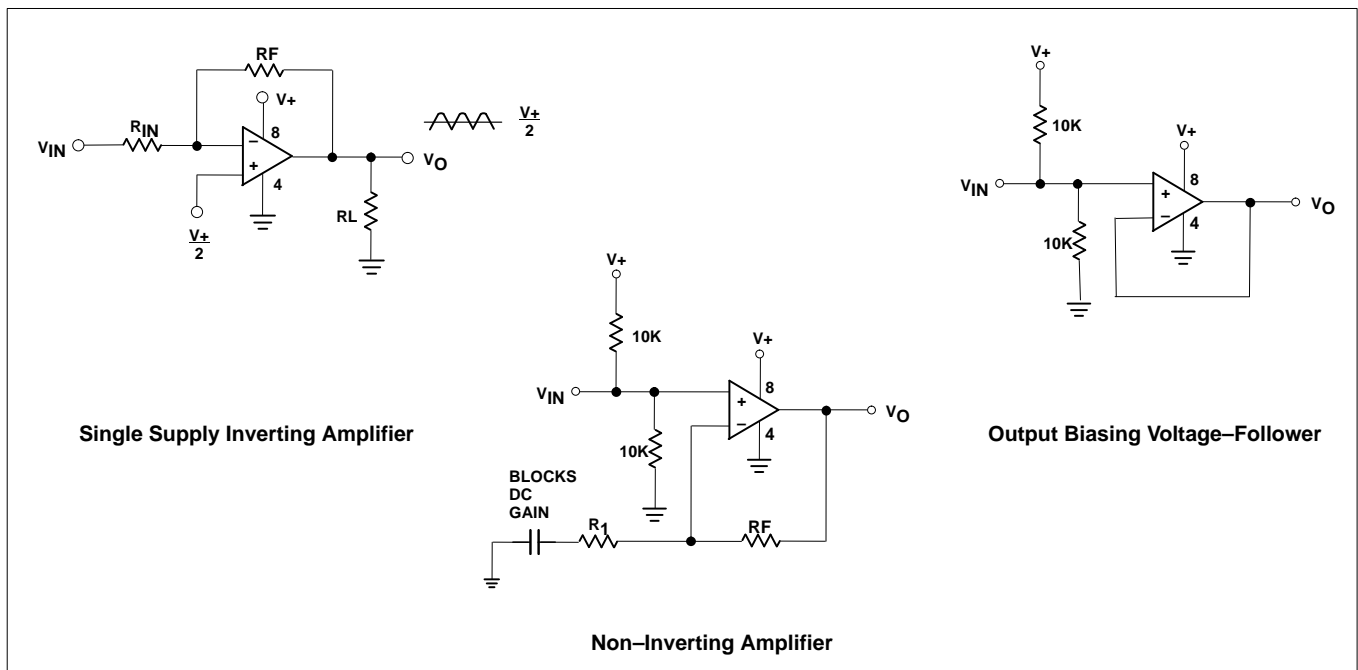 RF
V+
8
RIN
VIN
−
+
4
V+
2
RL
VO
V+
2
Single Supply Inverting Amplifier
V+
10K
VIN
10K
V+
8
+
−
4
VO
Output Biasing Voltage–Follower
V+
10K
VIN
10K
V+
8
+
−
4
VO
BLOCKS
DC
GAIN
R1
RF
Non–Inverting Amplifier